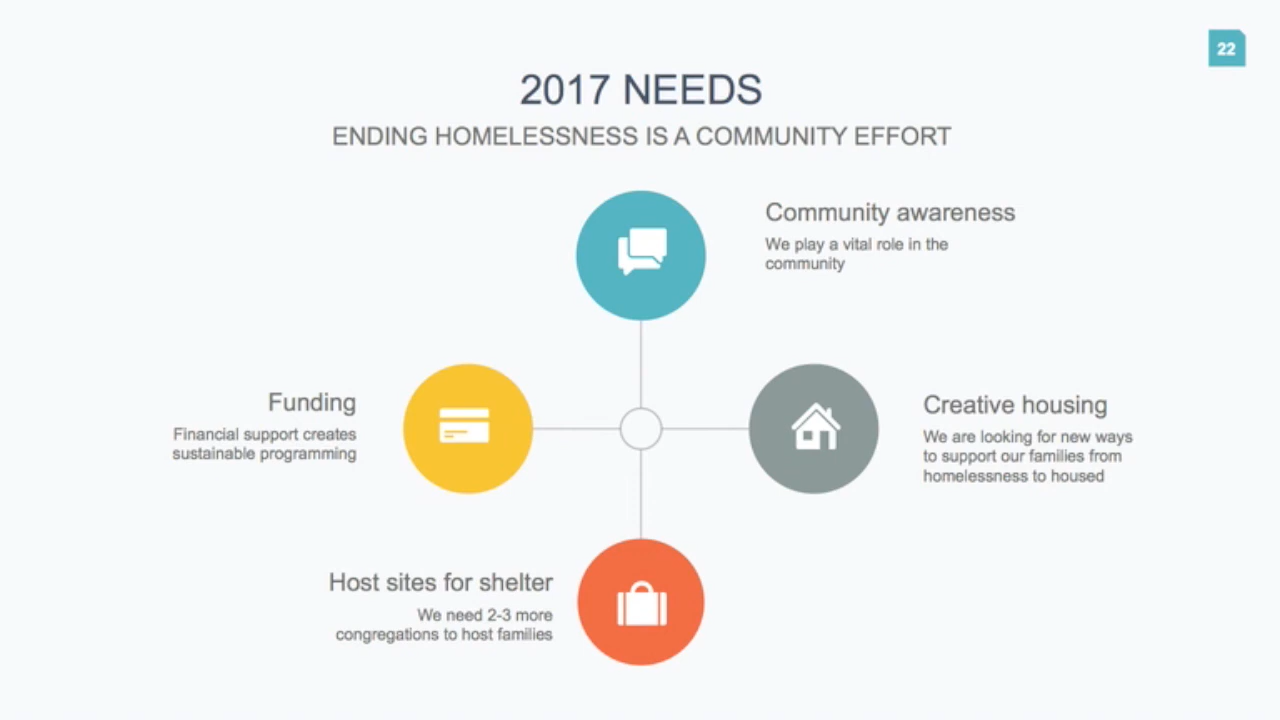 22
2017 NEEDS
ENDING HOMELESSNESS IS A COMMUNITY EFFORT
Community awareness
We play a vital role in the
community
Funding
Financial support creates
sustainable programming
Creative housing
We are looking for new ways
to support our families from
homelessness to housed
Host sites for shelter
We need 2-3 more
congregations to host families